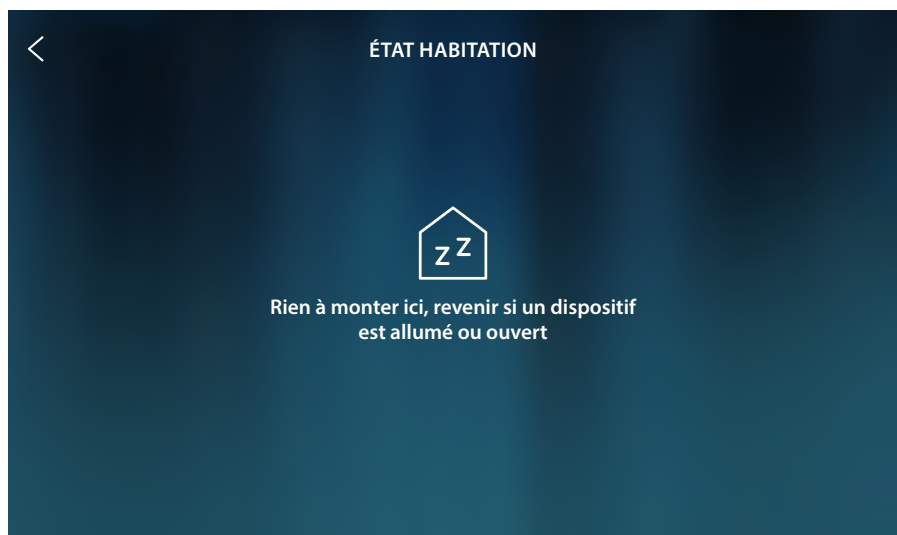 ÉTAT HABITATION
z Z
Rien à monter ici, revenir si un dispositif
est allumé ou ouvert